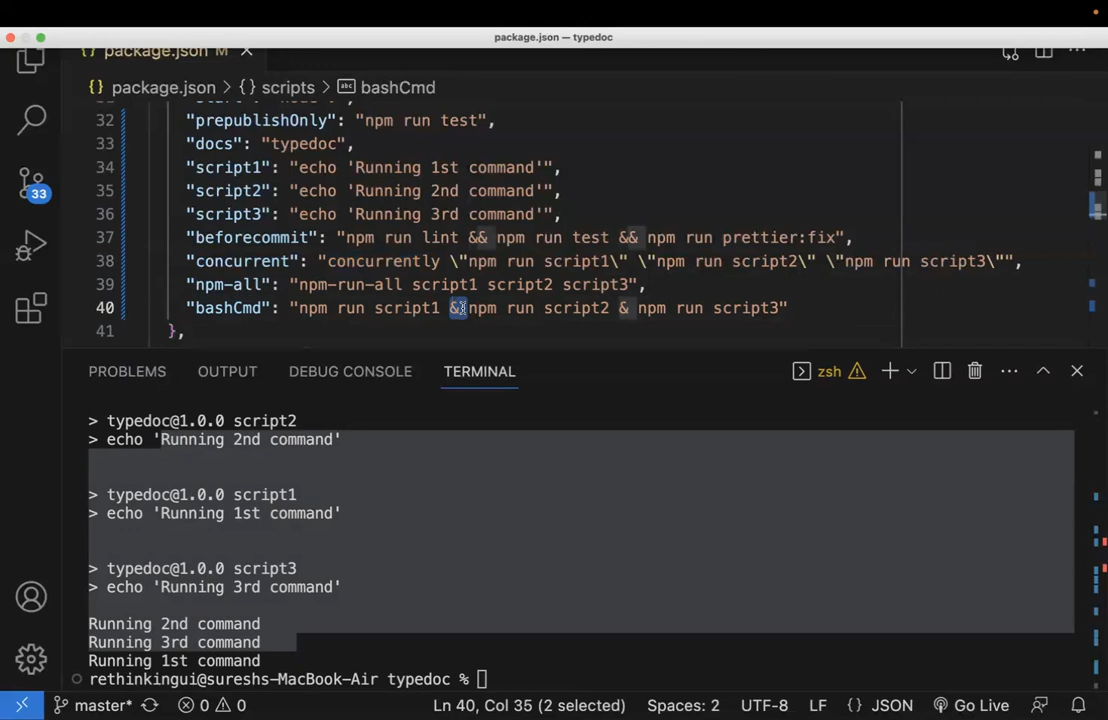 package.json — typedoc
{} package.json M
{} package.json > {} scripts > abc bashCmd
32 "prepublishOnly": "npm run test",
33 "docs": "typedoc",
34 "script1": "echo 'Running 1st command'",
35 "script2": "echo 'Running 2nd command'",
36 "script3": "echo 'Running 3rd command'",
37 "beforecommit": "npm run lint && npm run test && npm run prettier:fix",
38 "concurrent": "concurrently \"npm run script1\" \"npm run script2\" \"npm run script3\"",
39 "npm-all": "npm-run-all script1 script2 script3",
40 "bashCmd": "npm run script1 & npm run script2 & npm run script3"
41 },
33
PROBLEMS OUTPUT DEBUG CONSOLE TERMINAL zsh
> typedoc@1.0.0 script2
> echo 'Running 2nd command'
> typedoc@1.0.0 script1
> echo 'Running 1st command'
> typedoc@1.0.0 script3
> echo 'Running 3rd command'
Running 2nd command
Running 3rd command
Running 1st command
rethinkingui@sureshs-MacBook-Air typedoc %
master* 0 0 Ln 40, Col 35 (2 selected) Spaces: 2 UTF-8 LF {} JSON Go Live